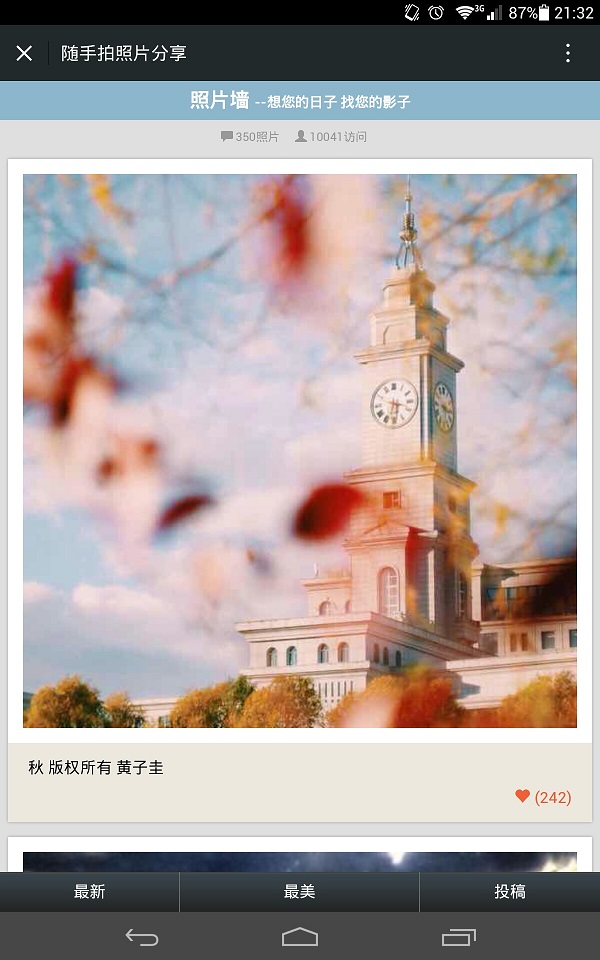 3G 87% 21:32
随手拍照片分享
照片墙 --想您的日子 找您的影子
350照片 10041访问
秋 版权所有 黄子圭
(242)
最新 最美 投稿